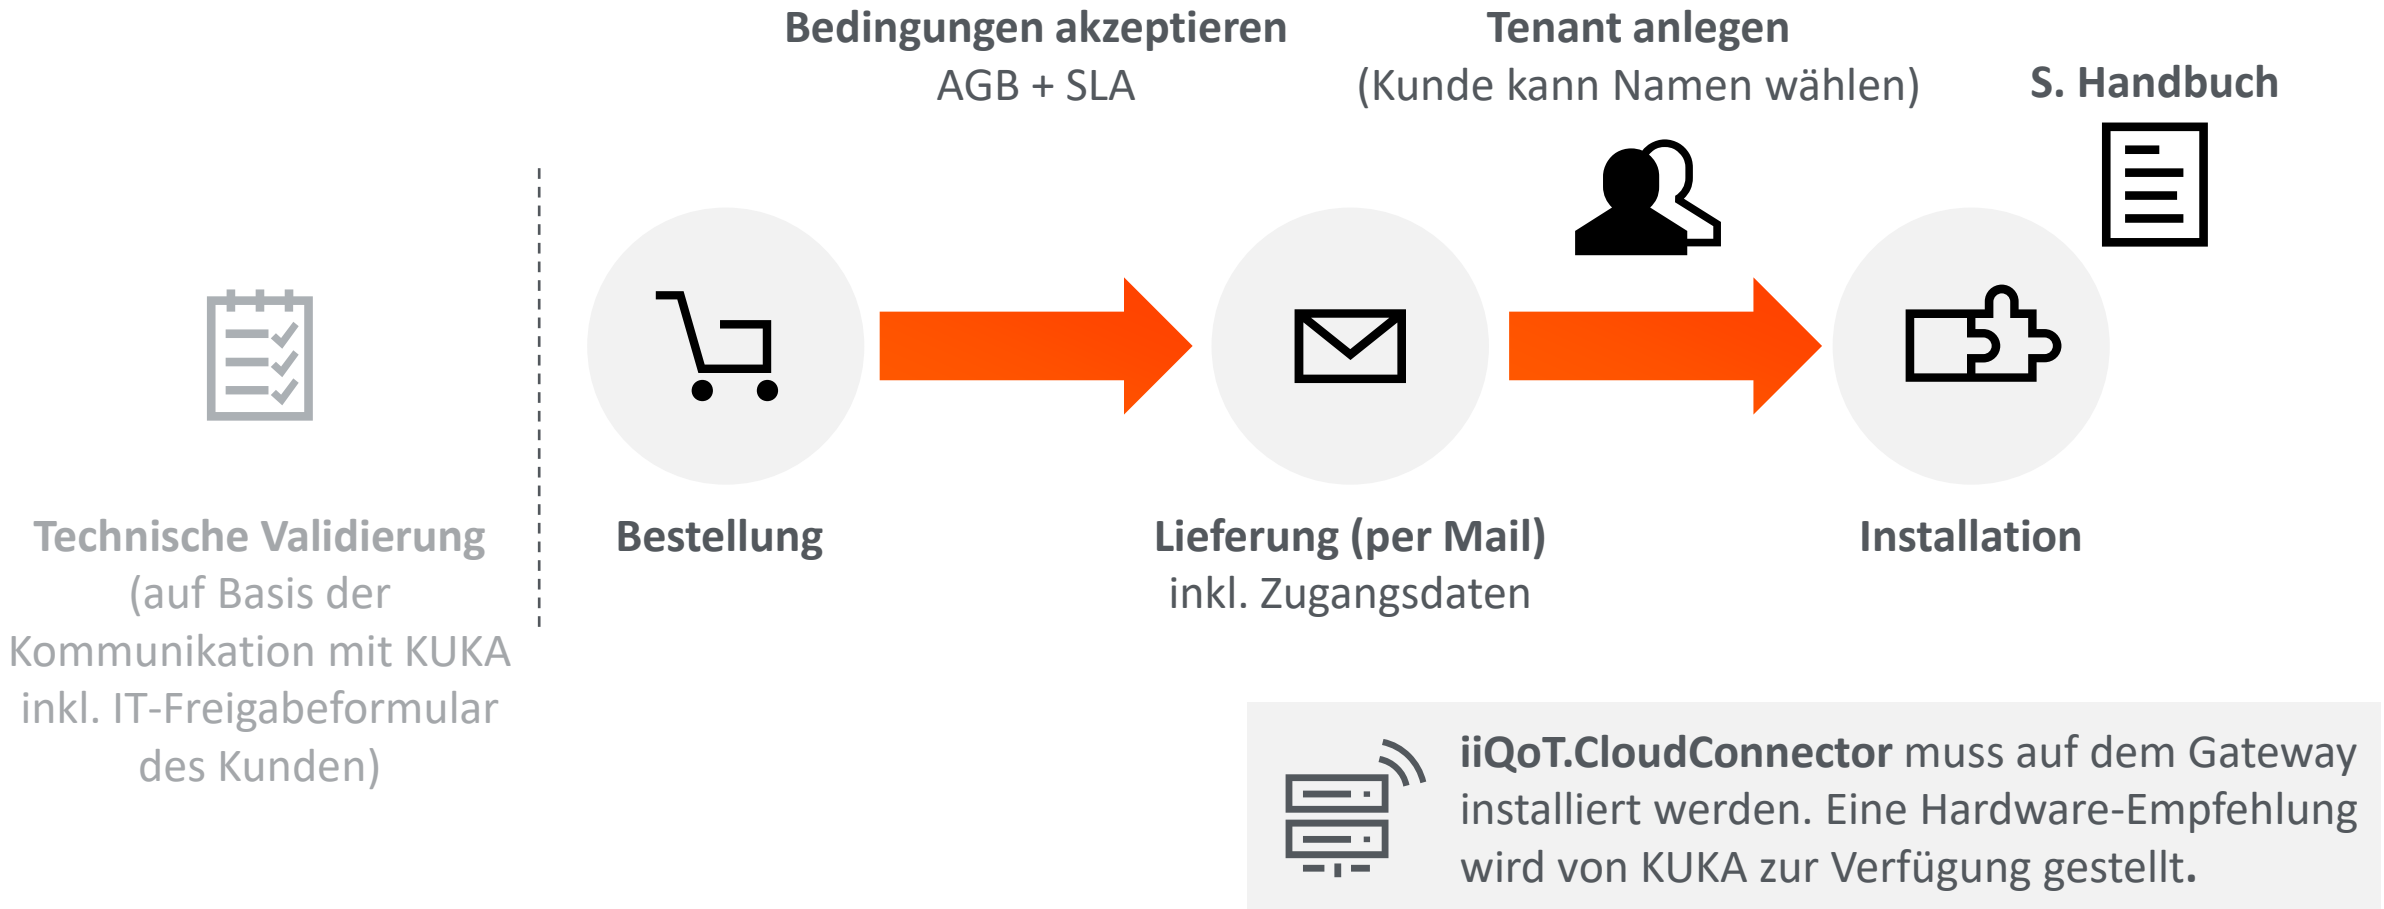 Bedingungen akzeptieren
AGB + SLA
Tenant anlegen
(Kunde kann Namen wählen)
S. Handbuch
Technische Validierung
(auf Basis der
Kommunikation mit KUKA
inkl. IT-Freigabeformular
des Kunden)
Bestellung
Lieferung (per Mail)
inkl. Zugangsdaten
Installation
iiQoT.CloudConnector muss auf dem Gateway
installiert werden. Eine Hardware-Empfehlung
wird von KUKA zur Verfügung gestellt.